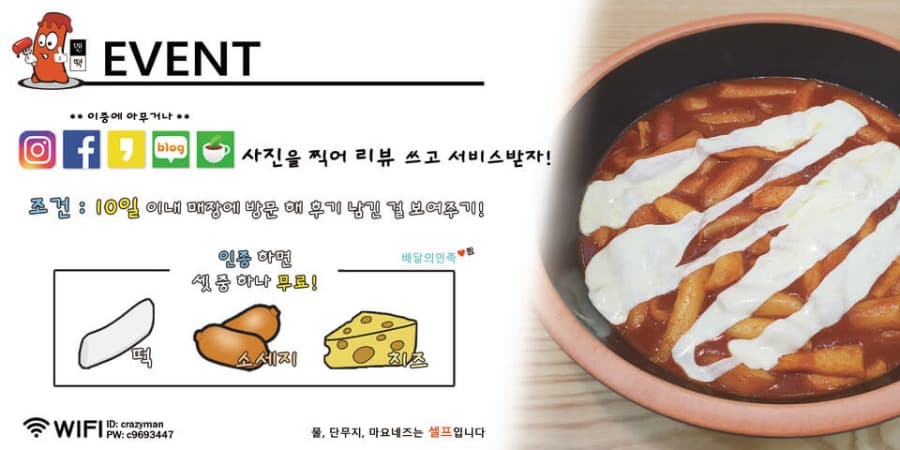 맨떡
EVENT
** 이중에 아무거나 **
blog
사진을 찍어 리뷰 쓰고 서비스받자!
조건 : 10일 이내 매장에 방문 해 후기 남긴 걸 보여주기!
인증 하면
셋 중 하나 무료!
배달의민족
떡
소세지
치즈
WIFI
ID: crazyman
PW: c9693447
물, 단무지, 마요네즈는 셀프입니다